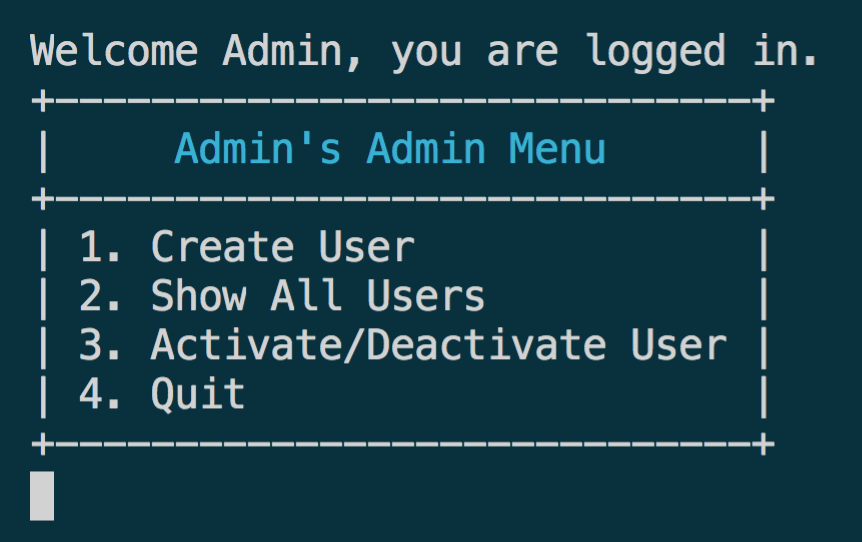 Welcome Admin, you are logged in.
+-----------------------------+
|     Admin's Admin Menu      |
+-----------------------------+
| 1. Create User              |
| 2. Show All Users           |
| 3. Activate/Deactivate User |
| 4. Quit                     |
+-----------------------------+